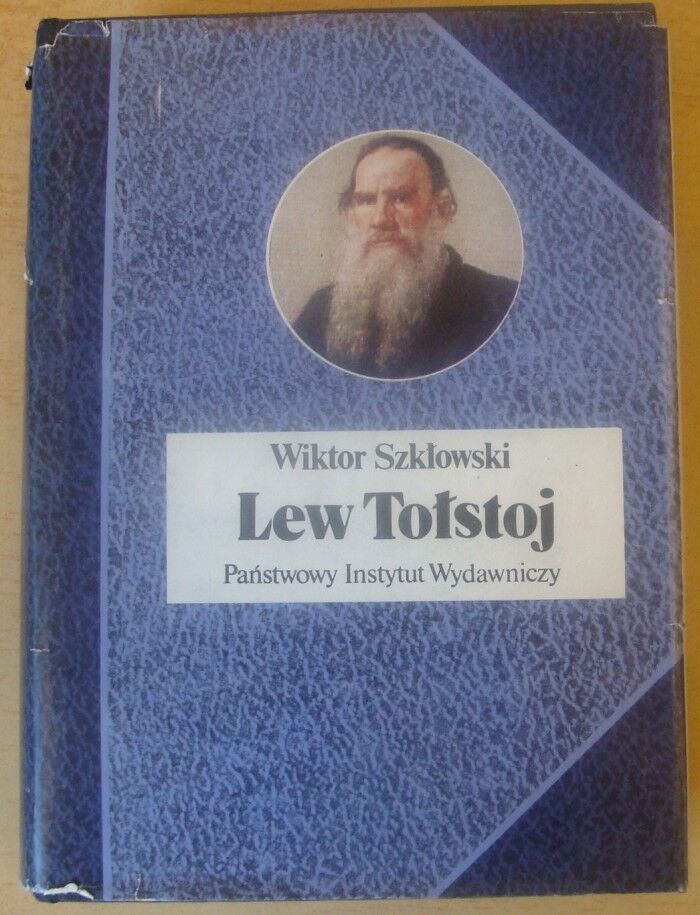 Wiktor Szkłowski
Lew Tołstoj
Państwowy Instytut Wydawniczy